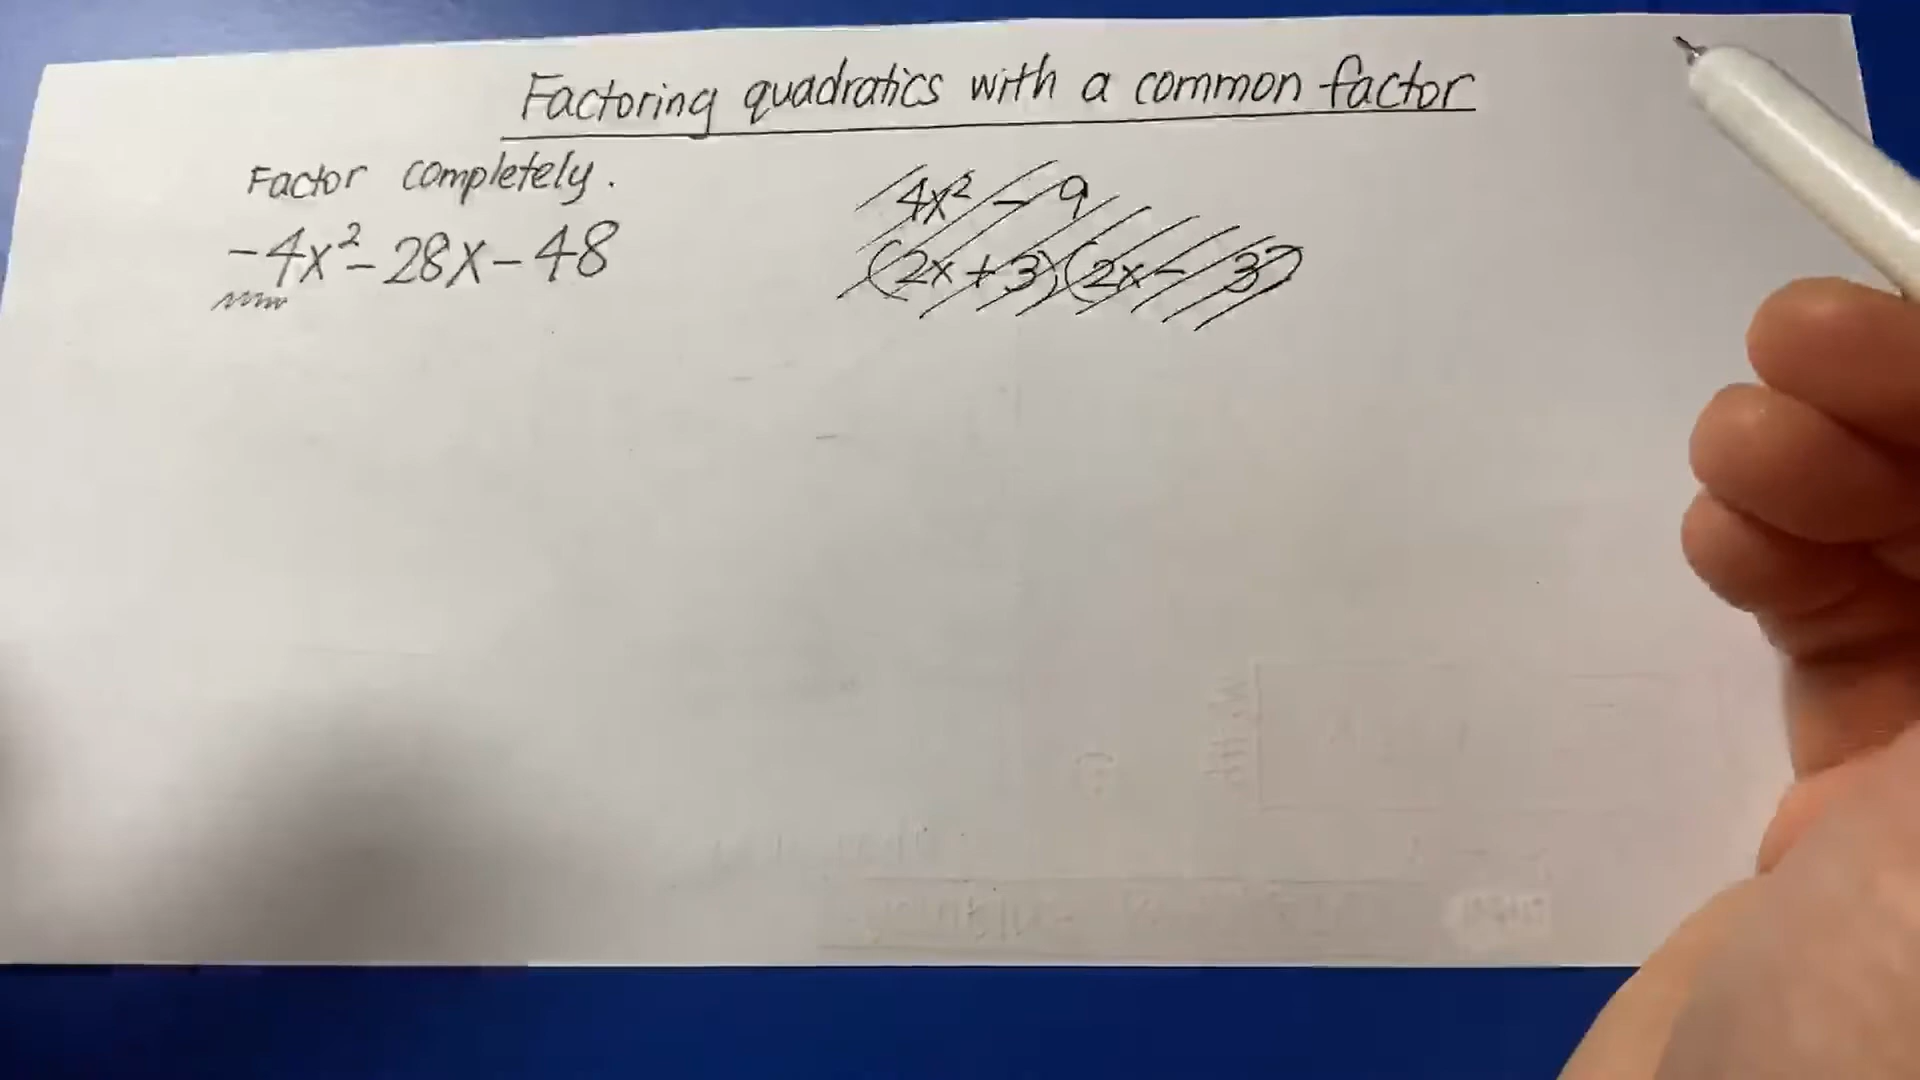 Factoring quadratics with a common factor
Factor completely.
-4x² - 28x - 48
4x² - 9
(2x + 3)(2x - 3)